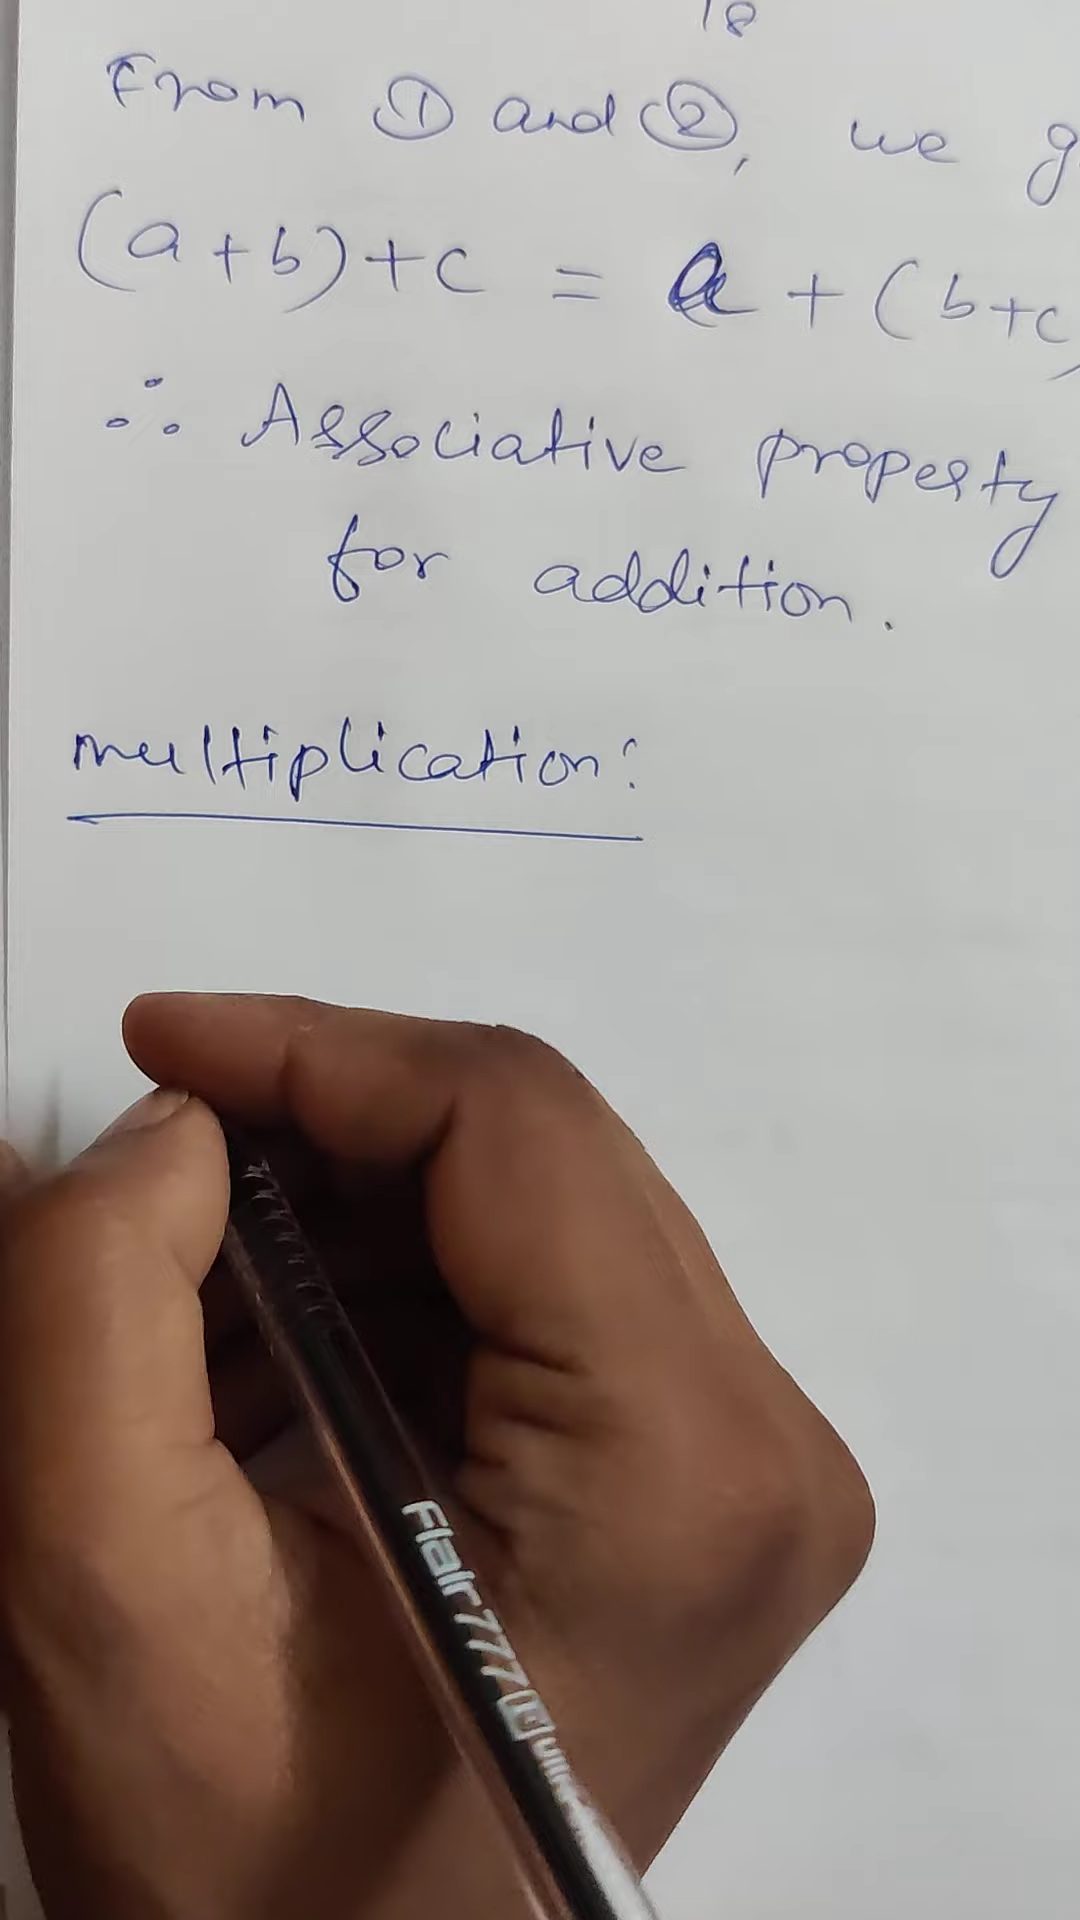 18
From ① and ②, we g
(a+b)+c = a + (b+c)
∴ Associative property
for addition.
multiplication:
Flair 777